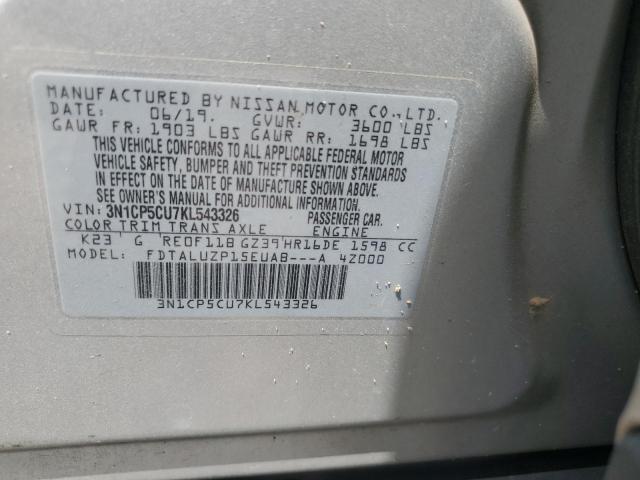 MANUFACTURED BY NISSAN MOTOR CO., LTD.
DATE: 06/19. GVWR: 3600 LBS
GAWR FR: 1903 LBS GAWR RR: 1698 LBS
THIS VEHICLE CONFORMS TO ALL APPLICABLE FEDERAL MOTOR
VEHICLE SAFETY, BUMPER AND THEFT PREVENTION STANDARDS
IN EFFECT ON THE DATE OF MANUFACTURE SHOWN ABOVE.
SEE OWNER'S MANUAL FOR ADDITIONAL INFORMATION.
VIN: 3N1CP5CU7KL543326 PASSENGER CAR.
COLOR TRIM TRANS AXLE ENGINE
K23 G RE0F11B GZ39 HR16DE 1598 CC
MODEL: FDTALUZP15EUAB---A 4Z000
3N1CP5CU7KL543326